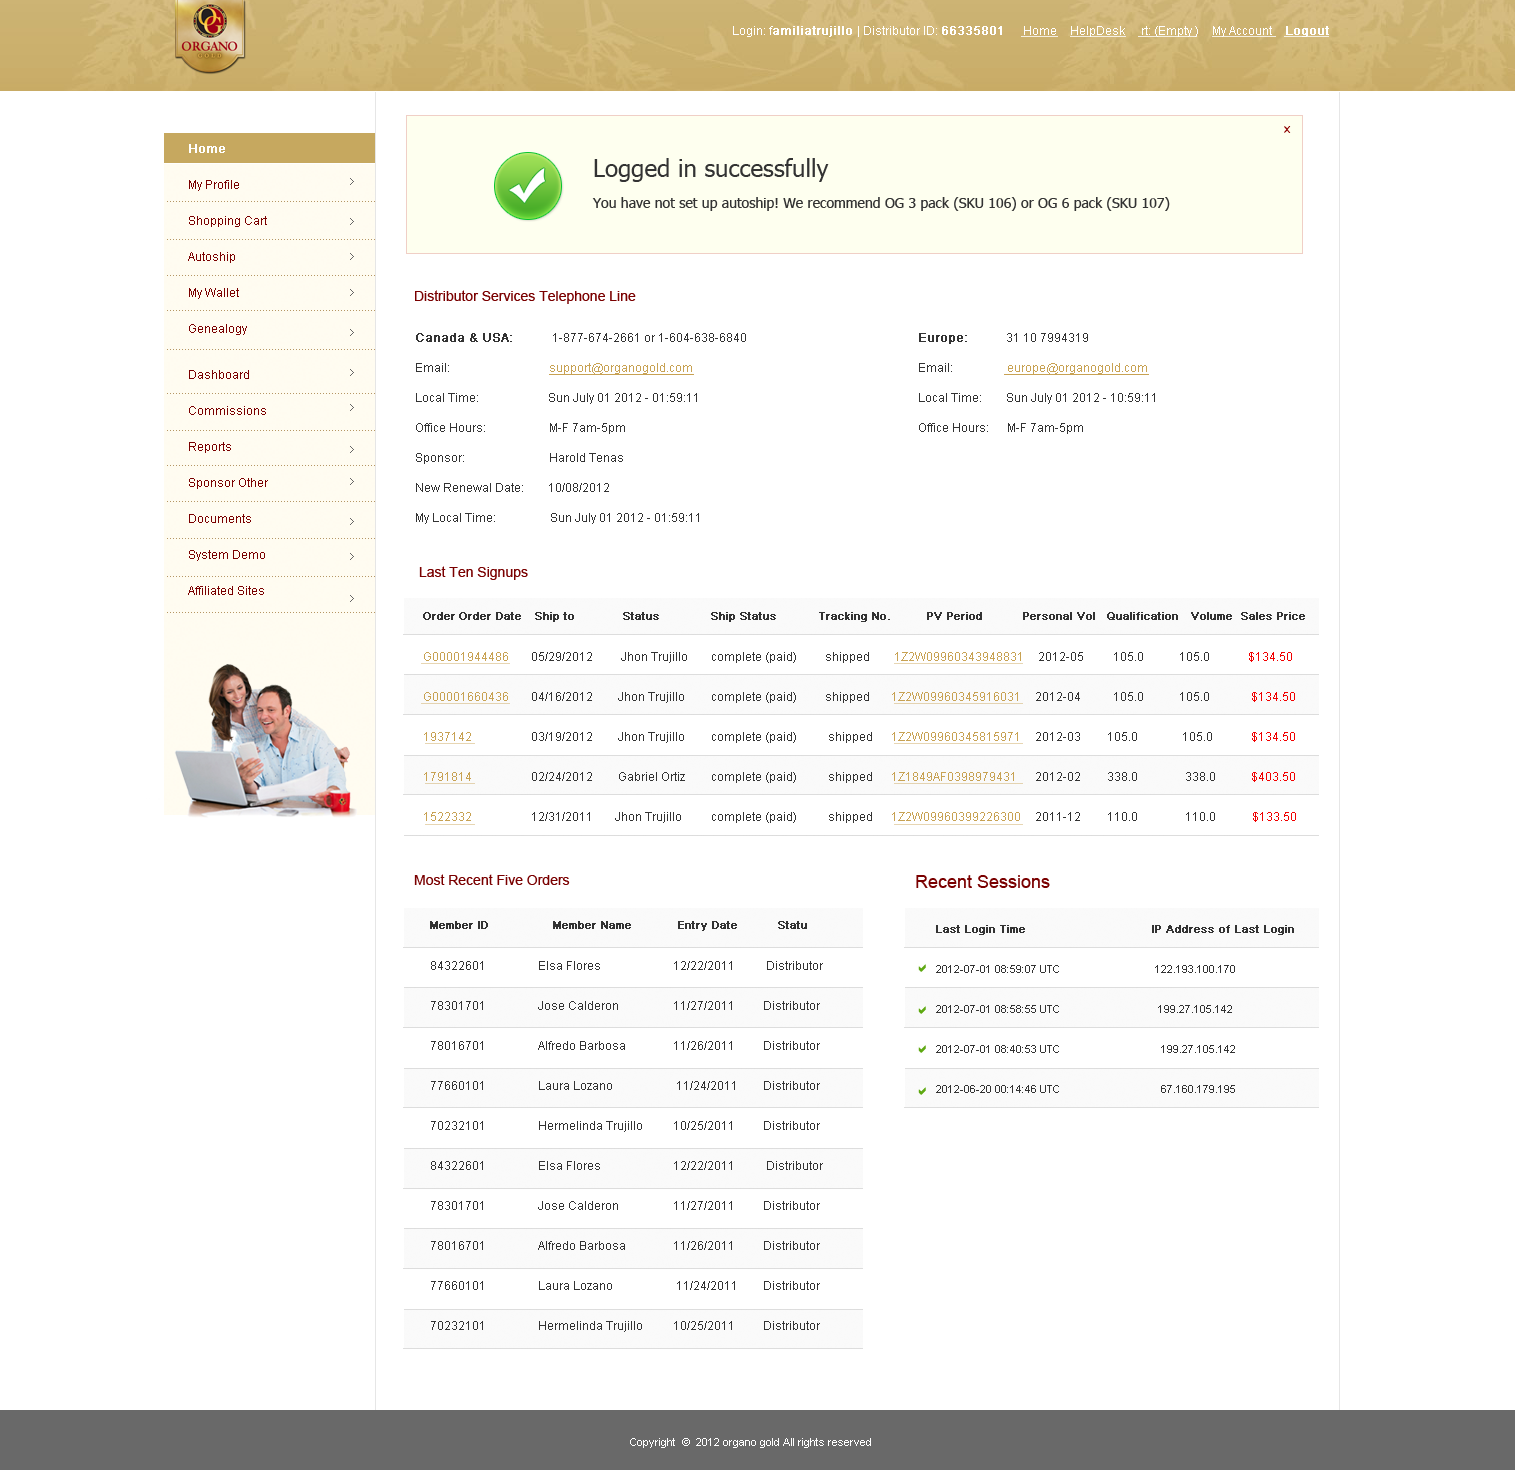 ORGANO
GOLD
Login: familiatrujillo | Distributor ID: 66335801 Home HelpDesk rt: (Empty) My Account Logout
Home
My Profile
Shopping Cart
Autoship
My Wallet
Genealogy
Dashboard
Commissions
Reports
Sponsor Other
Documents
System Demo
Affiliated Sites
x
Logged in successfully
You have not set up autoship! We recommend OG 3 pack (SKU 106) or OG 6 pack (SKU 107)
Distributor Services Telephone Line
Canada & USA: 1-877-674-2661 or 1-604-638-6840 Europe: 31 10 7994319
Email: support@organogold.com Email: europe@organogold.com
Local Time: Sun July 01 2012 - 01:59:11 Local Time: Sun July 01 2012 - 10:59:11
Office Hours: M-F 7am-5pm Office Hours: M-F 7am-5pm
Sponsor: Harold Tenas
New Renewal Date: 10/08/2012
My Local Time: Sun July 01 2012 - 01:59:11
Last Ten Signups
Order Order Date Ship to Status Ship Status Tracking No. PV Period Personal Vol Qualification Volume Sales Price
G00001944486 05/29/2012 Jhon Trujillo complete (paid) shipped 1Z2W09960343948831 2012-05 105.0 105.0 $134.50
G00001660436 04/16/2012 Jhon Trujillo complete (paid) shipped 1Z2W09960345916031 2012-04 105.0 105.0 $134.50
1937142 03/19/2012 Jhon Trujillo complete (paid) shipped 1Z2W09960345815971 2012-03 105.0 105.0 $134.50
1791814 02/24/2012 Gabriel Ortiz complete (paid) shipped 1Z1849AF0398979431 2012-02 338.0 338.0 $403.50
1522332 12/31/2011 Jhon Trujillo complete (paid) shipped 1Z2W09960399226300 2011-12 110.0 110.0 $133.50
Most Recent Five Orders
Member ID Member Name Entry Date Statu
84322601 Elsa Flores 12/22/2011 Distributor
78301701 Jose Calderon 11/27/2011 Distributor
78016701 Alfredo Barbosa 11/26/2011 Distributor
77660101 Laura Lozano 11/24/2011 Distributor
70232101 Hermelinda Trujillo 10/25/2011 Distributor
84322601 Elsa Flores 12/22/2011 Distributor
78301701 Jose Calderon 11/27/2011 Distributor
78016701 Alfredo Barbosa 11/26/2011 Distributor
77660101 Laura Lozano 11/24/2011 Distributor
70232101 Hermelinda Trujillo 10/25/2011 Distributor
Recent Sessions
Last Login Time IP Address of Last Login
2012-07-01 08:59:07 UTC 122.193.100.170
2012-07-01 08:58:55 UTC 199.27.105.142
2012-07-01 08:40:53 UTC 199.27.105.142
2012-06-20 00:14:46 UTC 67.160.179.195
Copyright © 2012 organo gold All rights reserved